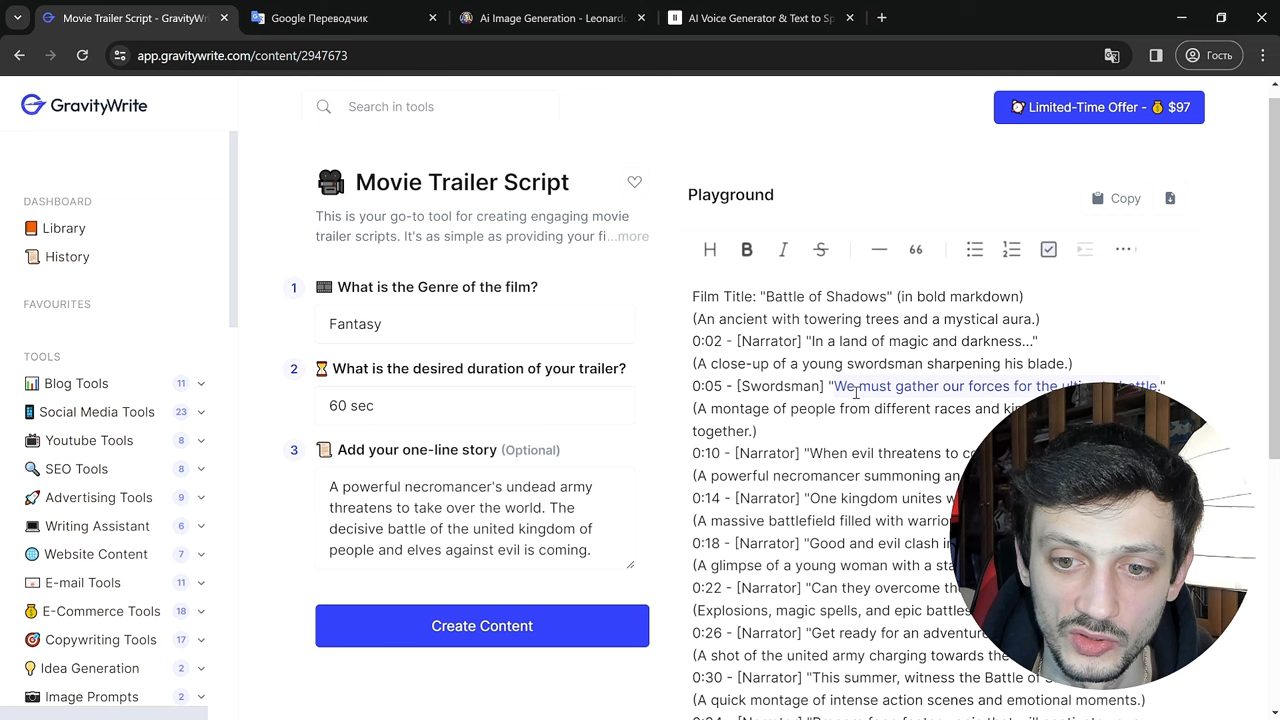 Movie Trailer Script - GravityWr
Google Переводчик
Ai Image Generation - Leonardo
AI Voice Generator & Text to Sp
app.gravitywrite.com/content/2947673
Гость
GravityWrite
Search in tools
Limited-Time Offer - $97
DASHBOARD
Library
History
FAVOURITES
TOOLS
Blog Tools 11
Social Media Tools 23
Youtube Tools 8
SEO Tools 8
Advertising Tools 9
Writing Assistant 6
Website Content 7
E-mail Tools 11
E-Commerce Tools 18
Copywriting Tools 17
Idea Generation 2
Image Prompts 2
Movie Trailer Script
This is your go-to tool for creating engaging movie
trailer scripts. It's as simple as providing your fi...more
1 What is the Genre of the film?
Fantasy
2 What is the desired duration of your trailer?
60 sec
3 Add your one-line story (Optional)
A powerful necromancer's undead army
threatens to take over the world. The
decisive battle of the united kingdom of
people and elves against evil is coming.
Create Content
Playground
Copy
H B I S 66
Film Title: "Battle of Shadows" (in bold markdown)
(An ancient with towering trees and a mystical aura.)
0:02 - [Narrator] "In a land of magic and darkness..."
(A close-up of a young swordsman sharpening his blade.)
0:05 - [Swordsman] "We must gather our forces for the ultimate battle."
(A montage of people from different races and
together.)
0:10 - [Narrator] "When evil threatens to
(A powerful necromancer summoning an
0:14 - [Narrator] "One kingdom unites
(A massive battlefield filled with warrio
0:18 - [Narrator] "Good and evil clash in
(A glimpse of a young woman with a sta
0:22 - [Narrator] "Can they overcome the
(Explosions, magic spells, and epic battles
0:26 - [Narrator] "Get ready for an adventure
(A shot of the united army charging towards the
0:30 - [Narrator] "This summer, witness the Battle of
(A quick montage of intense action scenes and emotional moments.)